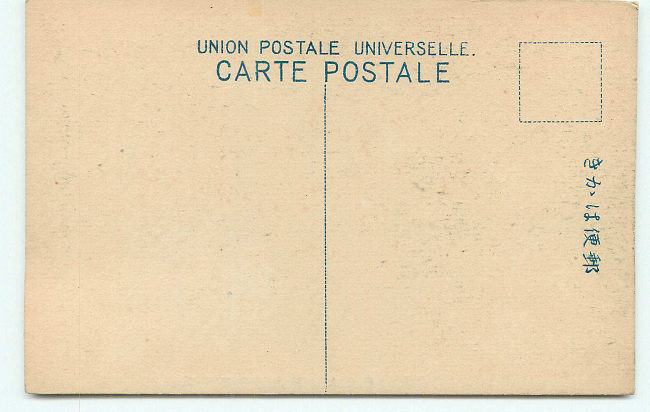 UNION POSTALE UNIVERSELLE.
CARTE POSTALE
郵便はかき